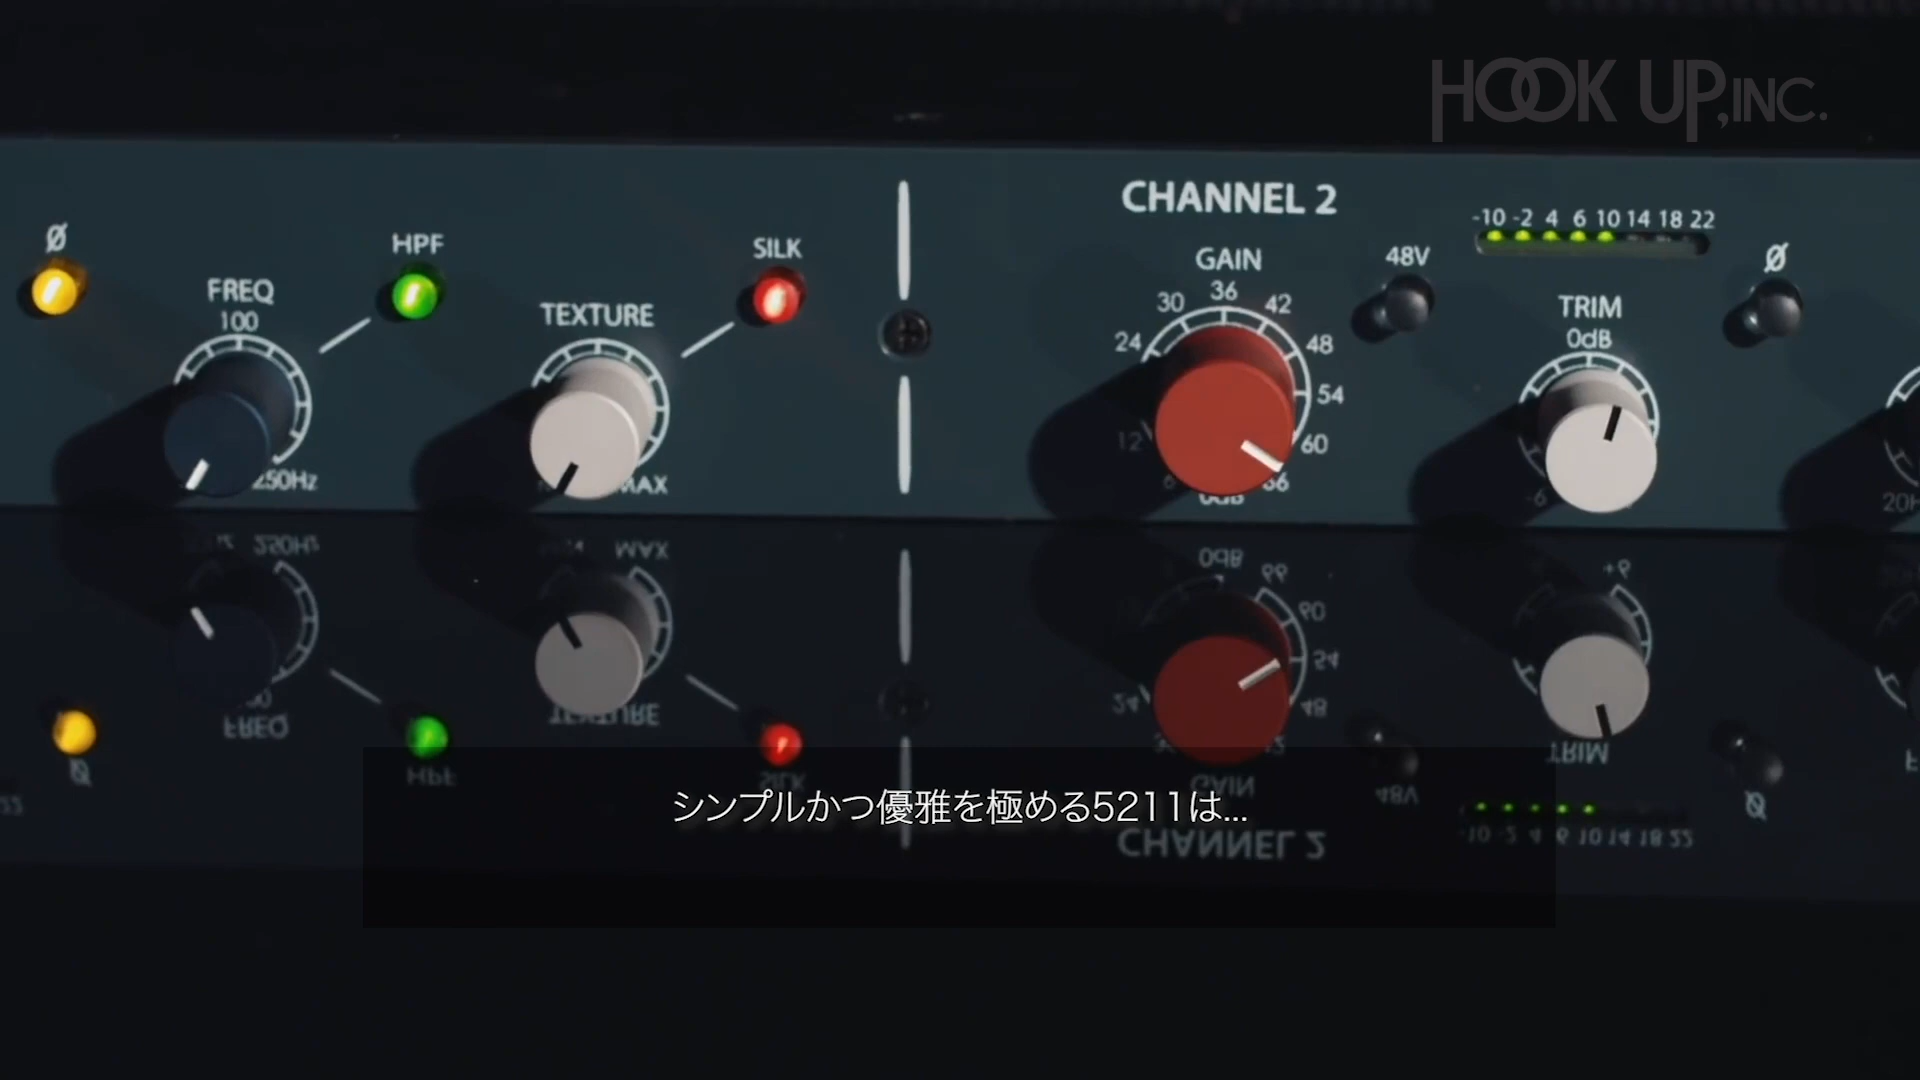 HOOK UP,INC.
CHANNEL 2
-10 -2 4 6 10 14 18 22
Ø
HPF
SILK
GAIN
48V
Ø
FREQ
100
250Hz
TEXTURE
MAX
12 24 30 36 42 48 54 60 66
0dB
TRIM
0dB
-6
シンプルかつ優雅を極める5211は...